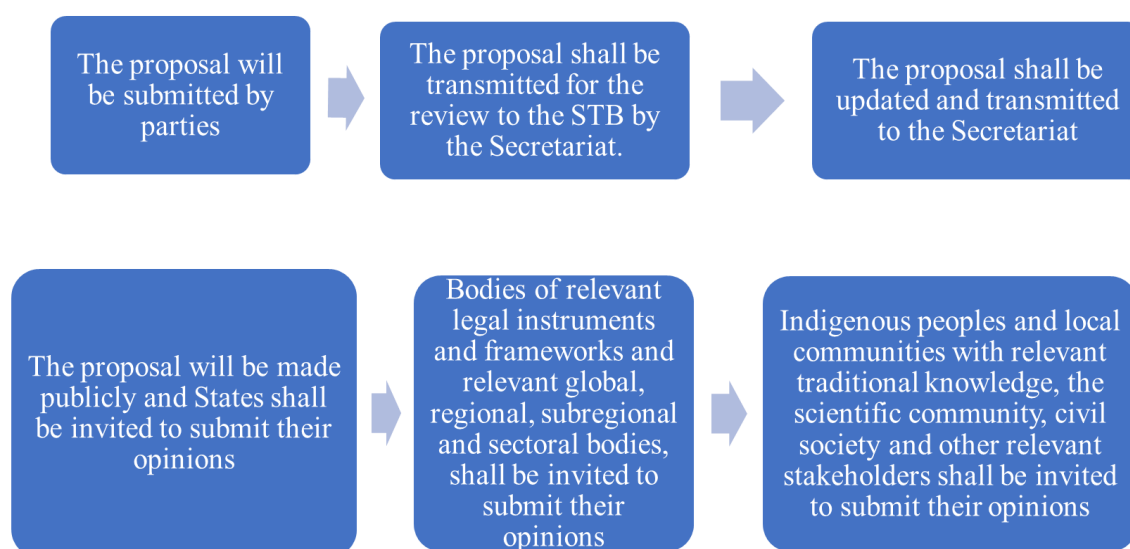 The proposal will
be submitted by
parties
The proposal shall be
transmitted for the
review to the STB by
the Secretariat.
The proposal shall be
updated and transmitted
to the Secretariat
The proposal will be made
publicly and States shall
be invited to submit their
opinions
Bodies of relevant
legal instruments
and frameworks and
relevant global,
regional, subregional
and sectoral bodies,
shall be invited to
submit their
opinions
Indigenous peoples and local
communities with relevant
traditional knowledge, the
scientific community, civil
society and other relevant
stakeholders shall be invited
to submit their opinions